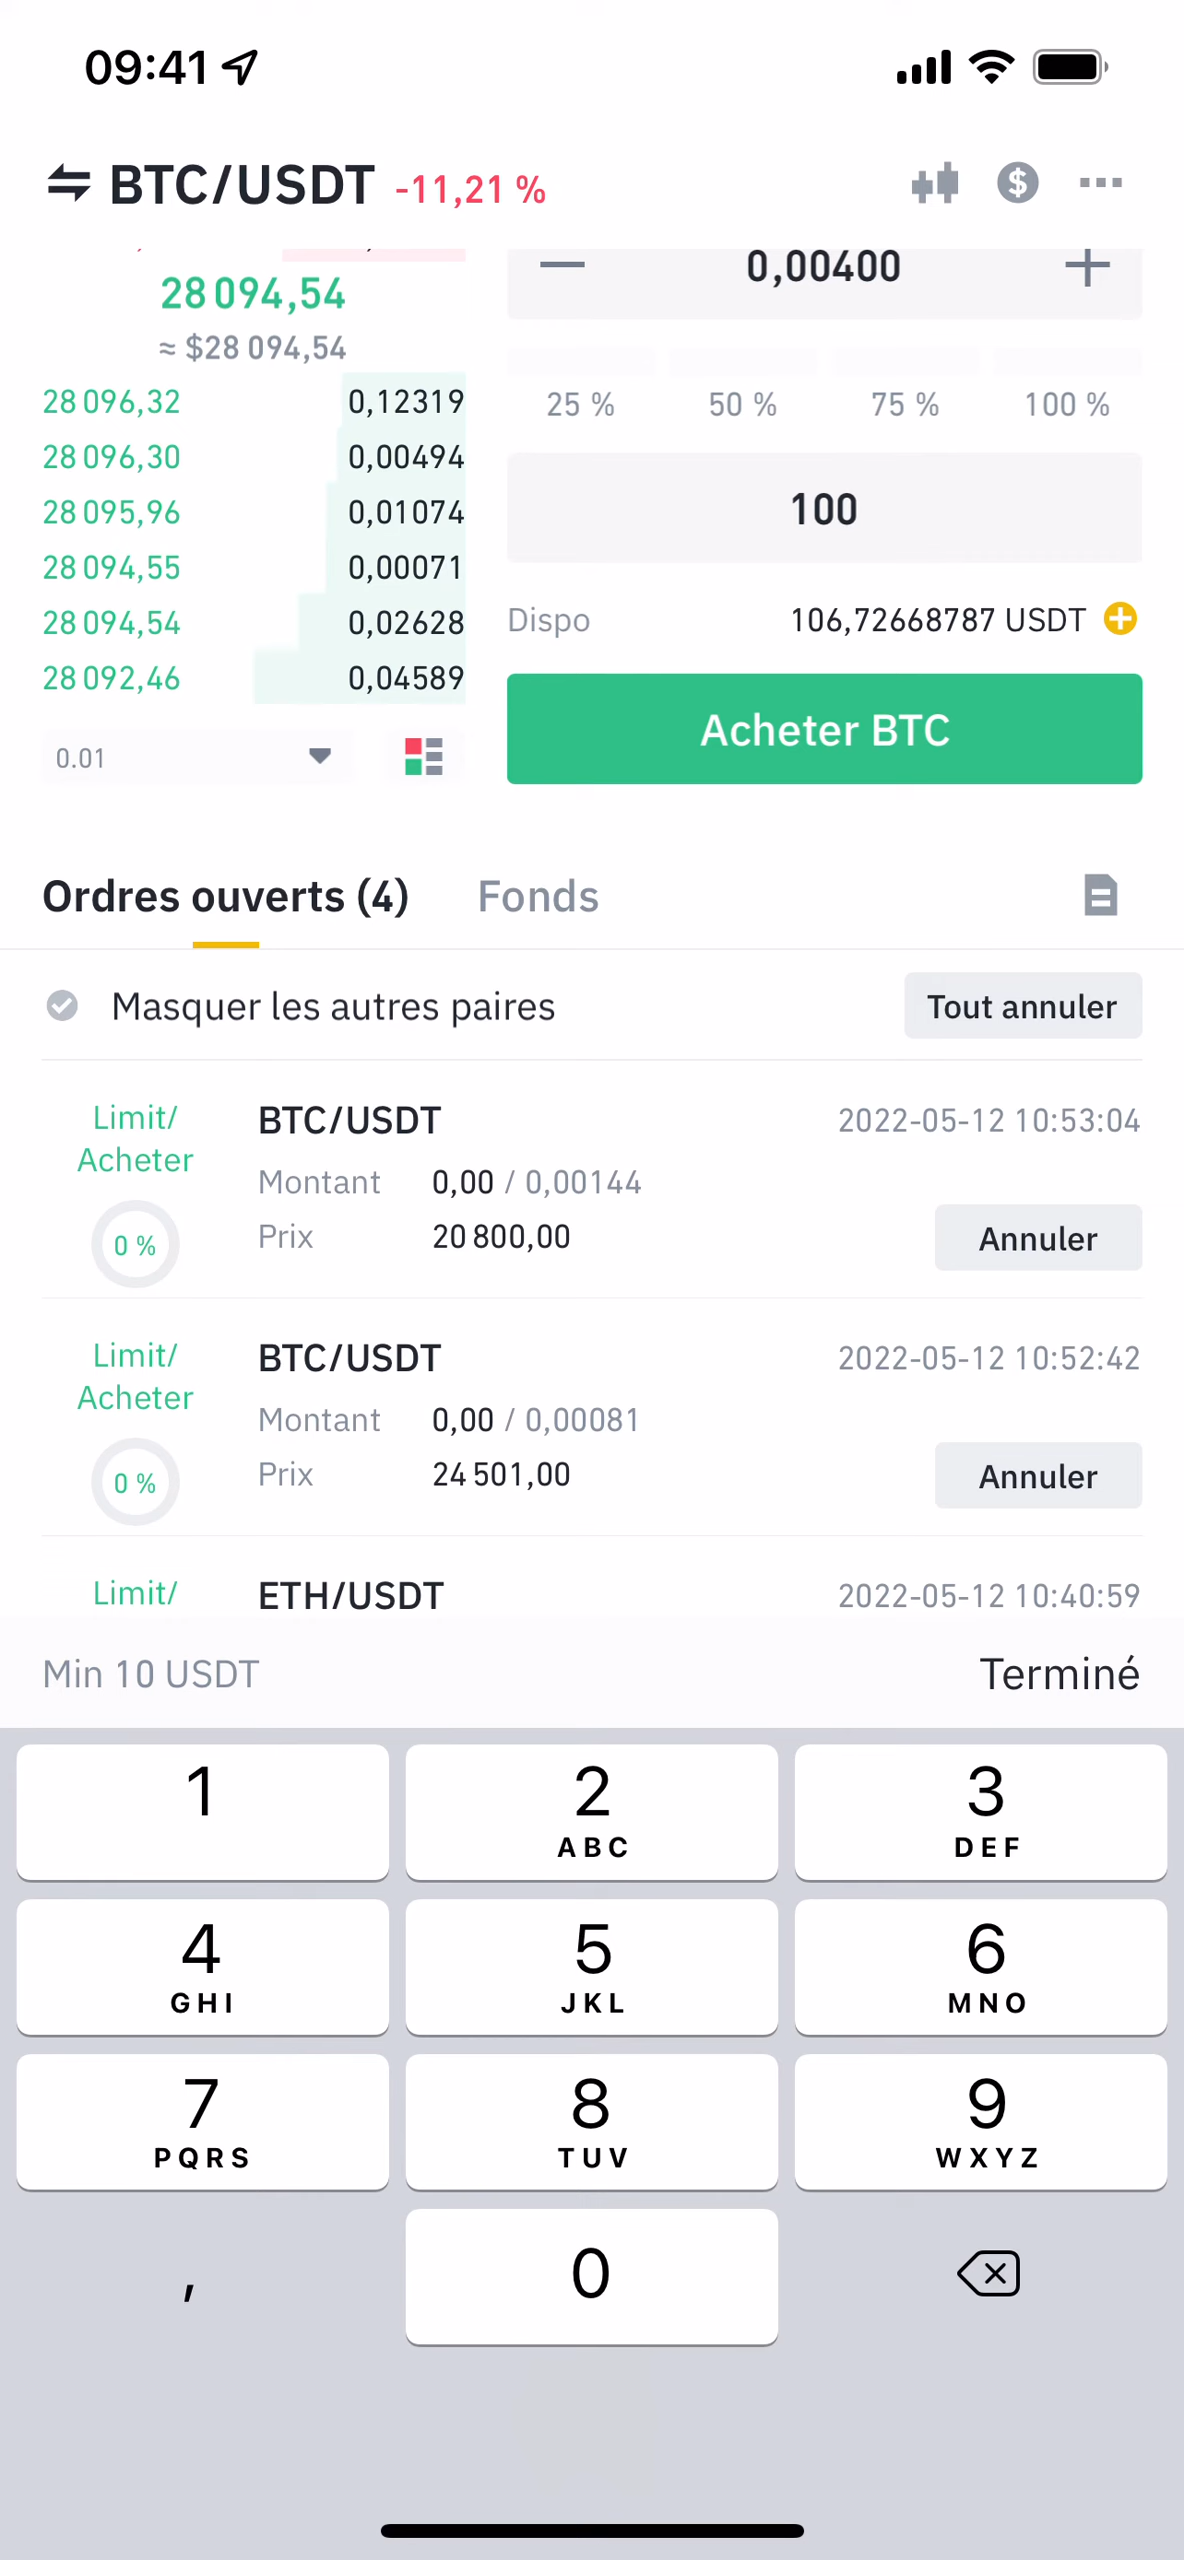 09:41
BTC/USDT -11,21 %
28 094,54
≈ $28 094,54
28 096,32 0,12319
28 096,30 0,00494
28 095,96 0,01074
28 094,55 0,00071
28 094,54 0,02628
28 092,46 0,04589
0.01
0,00400
25 % 50 % 75 % 100 %
100
Dispo 106,72668787 USDT
Acheter BTC
Ordres ouverts (4) Fonds
Masquer les autres paires Tout annuler
Limit/
Acheter
0 %
BTC/USDT 2022-05-12 10:53:04
Montant 0,00 / 0,00144
Prix 20 800,00
Annuler
Limit/
Acheter
0 %
BTC/USDT 2022-05-12 10:52:42
Montant 0,00 / 0,00081
Prix 24 501,00
Annuler
Limit/
ETH/USDT 2022-05-12 10:40:59
Min 10 USDT Terminé
1 2 3
ABC DEF
4 5 6
GHI JKL MNO
7 8 9
PQRS TUV WXYZ
, 0